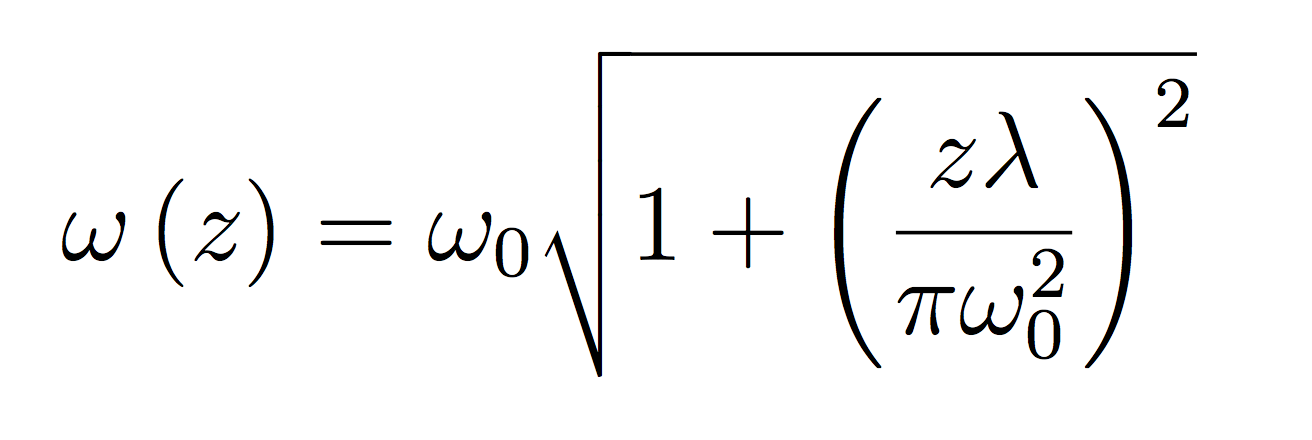 ω (z) = ω₀√(1 + (zλ / πω₀²)²)